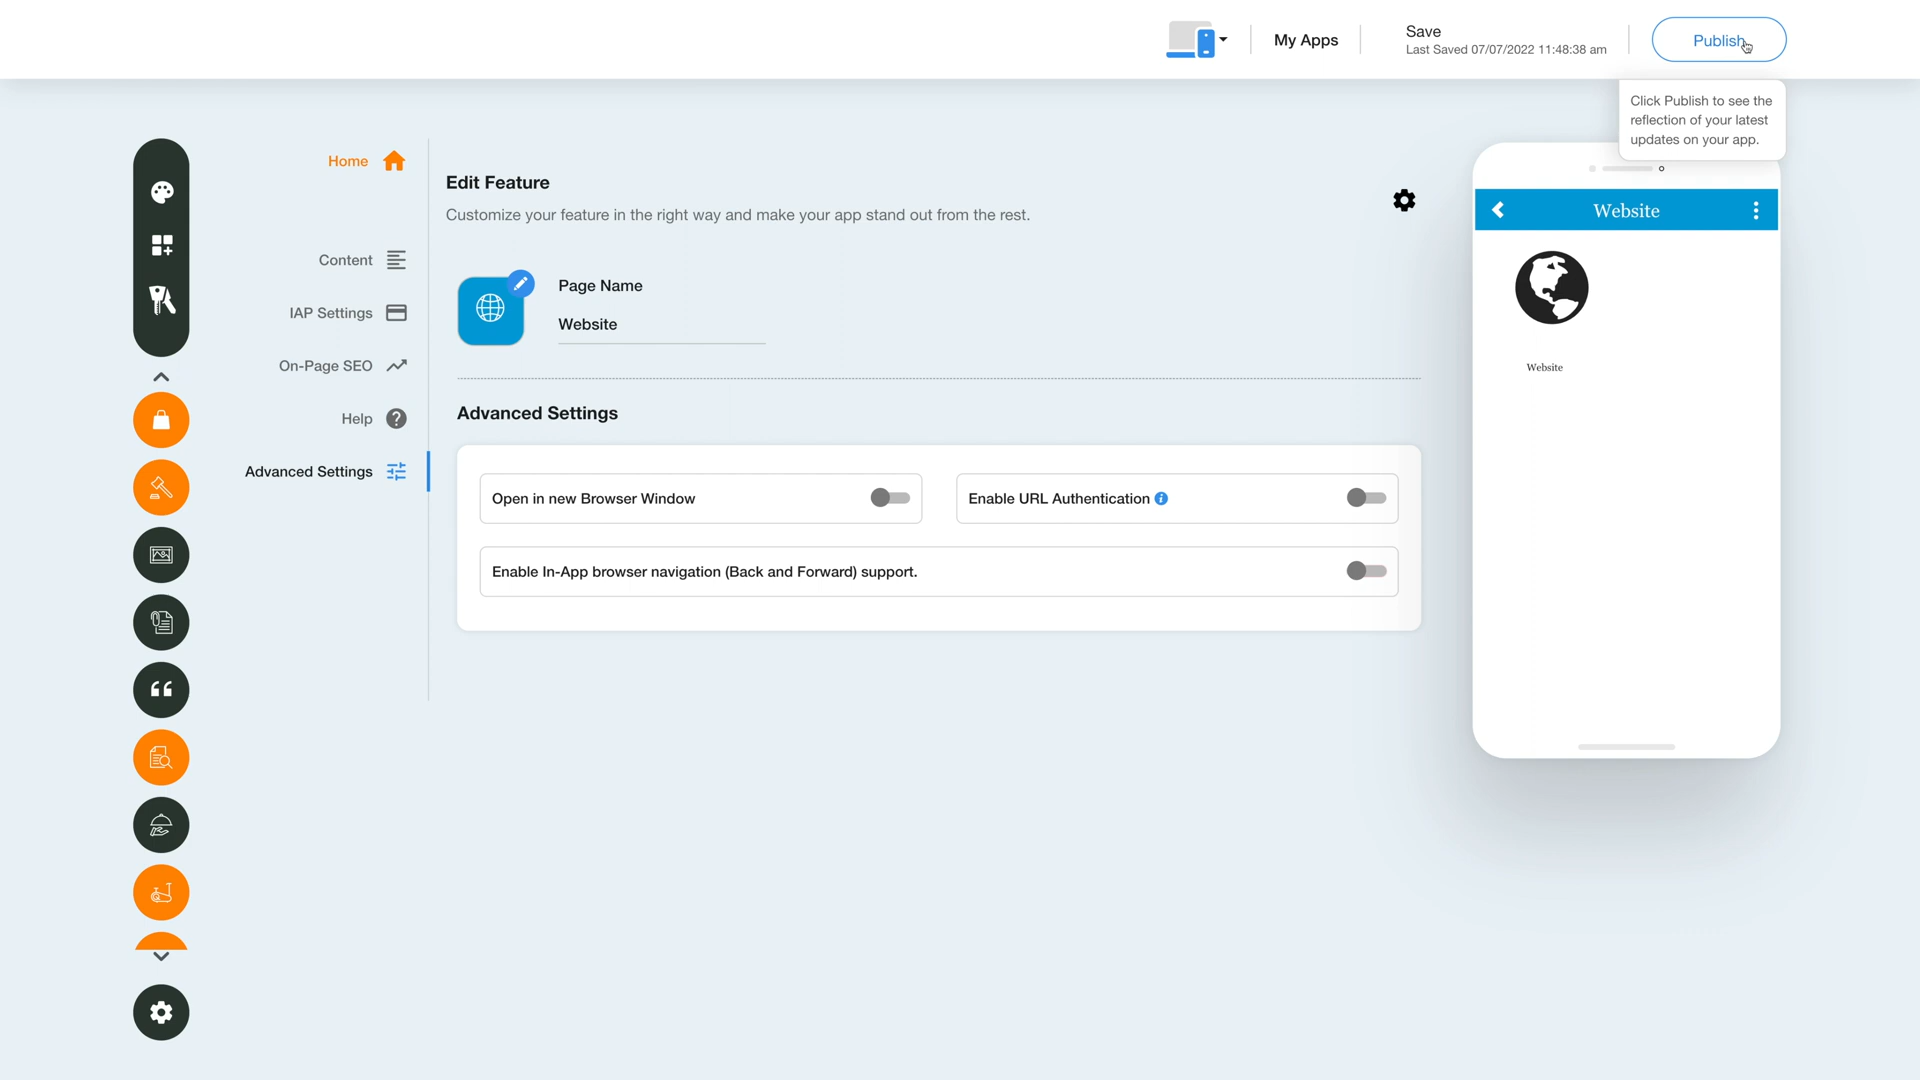 My Apps
Save
Last Saved 07/07/2022 11:48:38 am
Publish
Click Publish to see the
reflection of your latest
updates on your app.
Home
Content
IAP Settings
On-Page SEO
Help
Advanced Settings
Edit Feature
Customize your feature in the right way and make your app stand out from the rest.
Page Name
Website
Advanced Settings
Open in new Browser Window
Enable URL Authentication
Enable In-App browser navigation (Back and Forward) support.
Website
Website